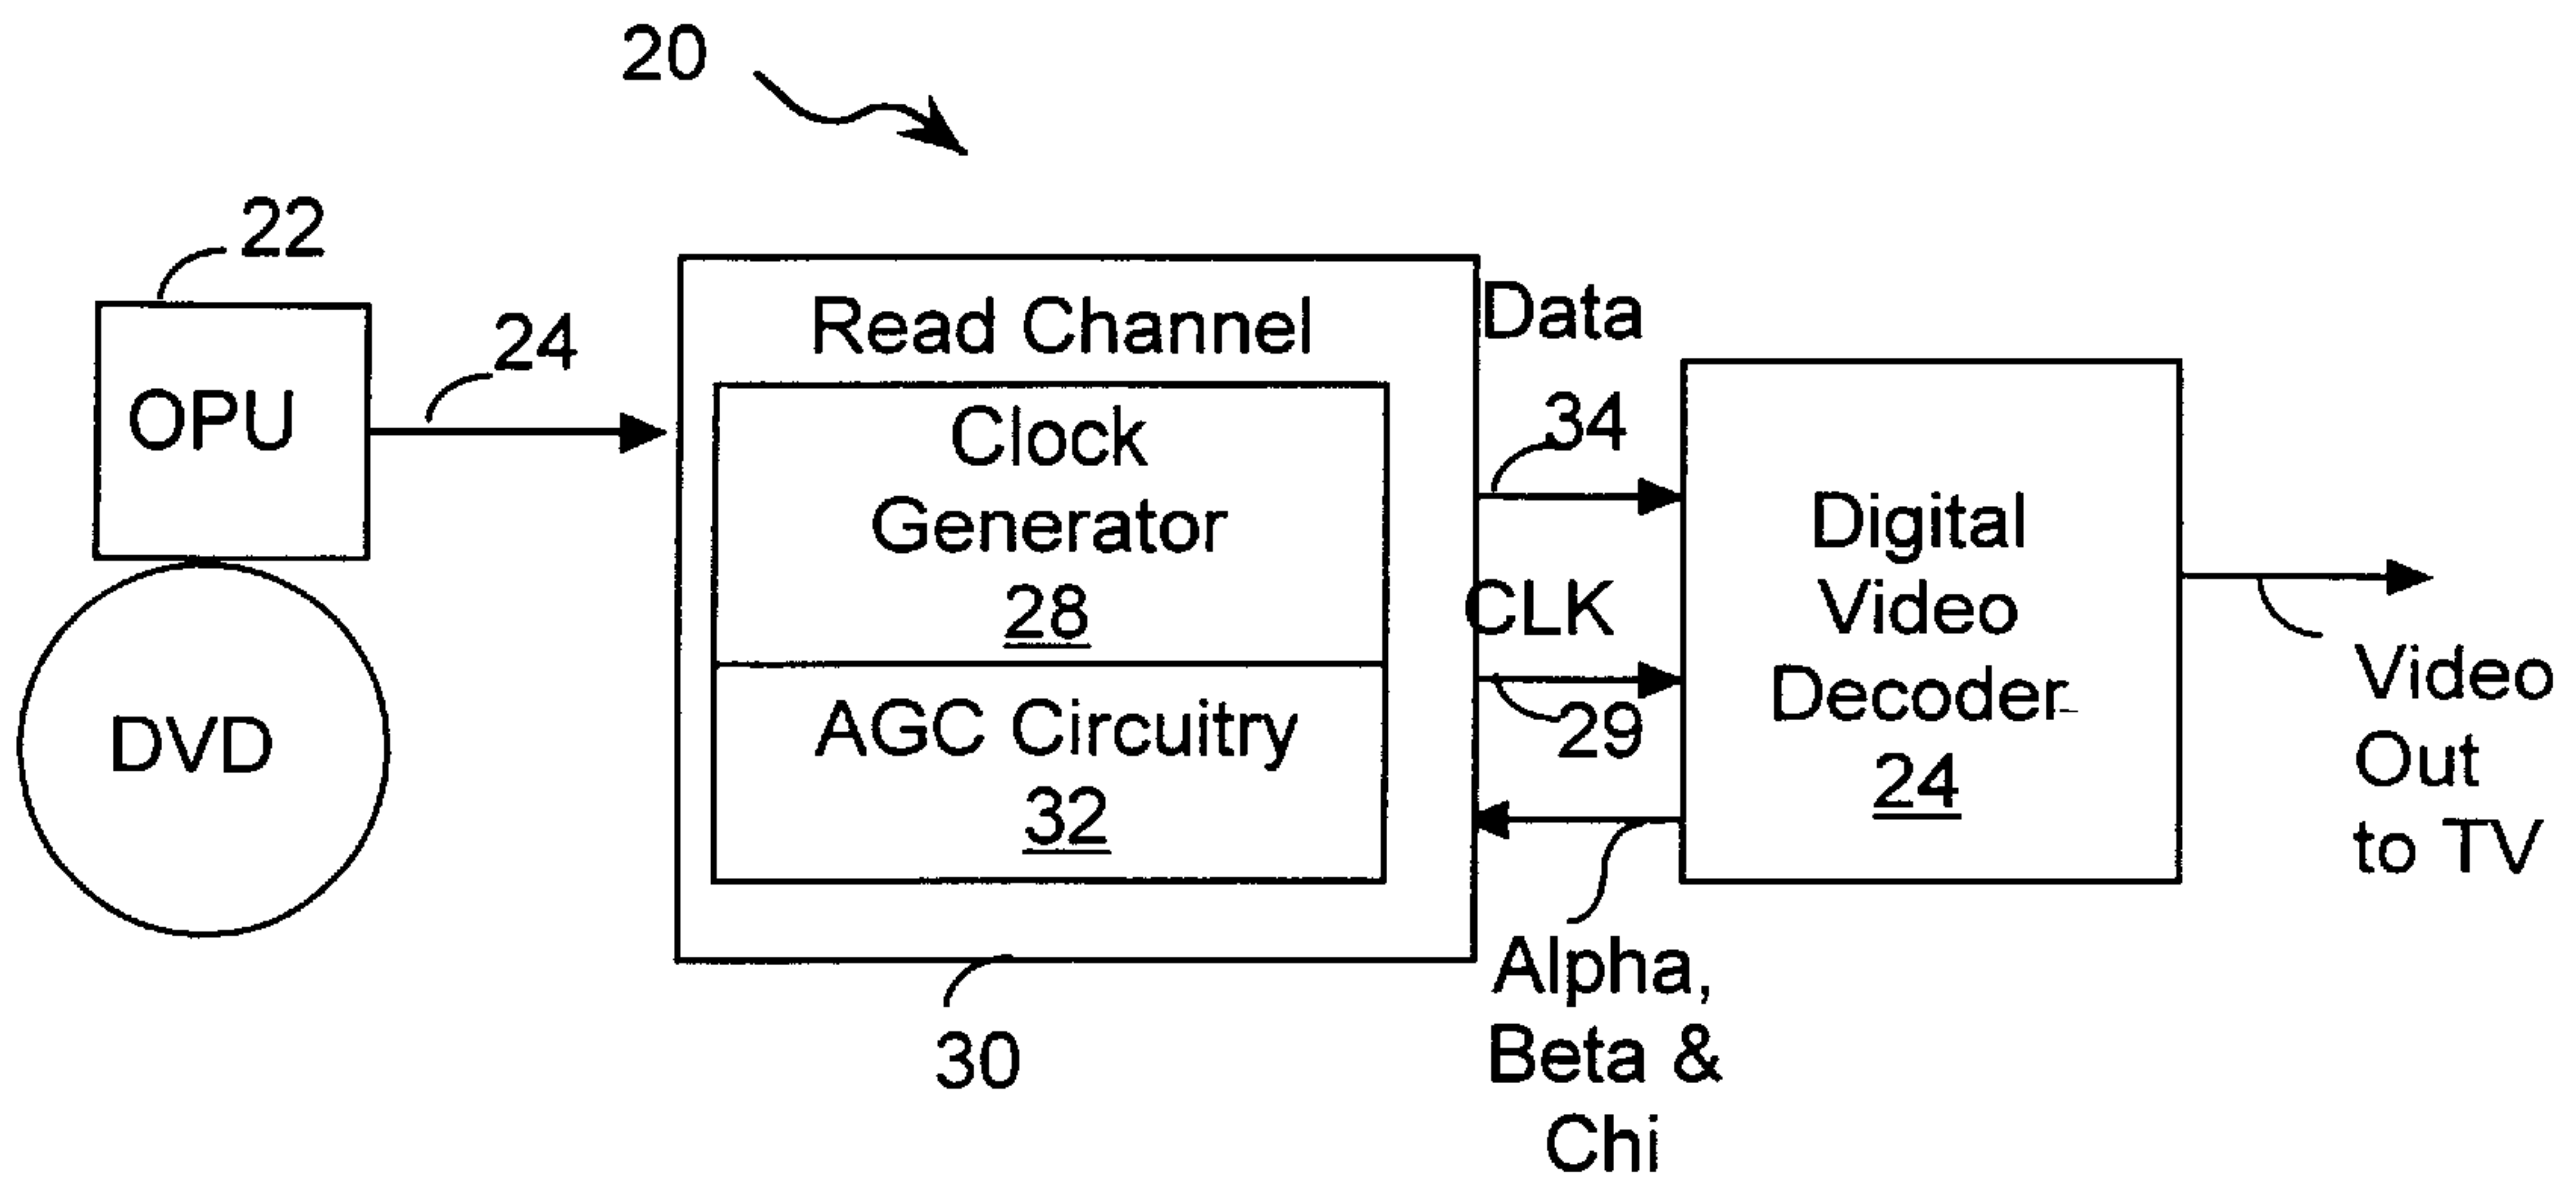 20
22
OPU
24
DVD
Read Channel
Clock
Generator
28
AGC Circuitry
32
30
Data
34
CLK
29
Alpha,
Beta &
Chi
Digital
Video
Decoder
24
Video
Out
to TV